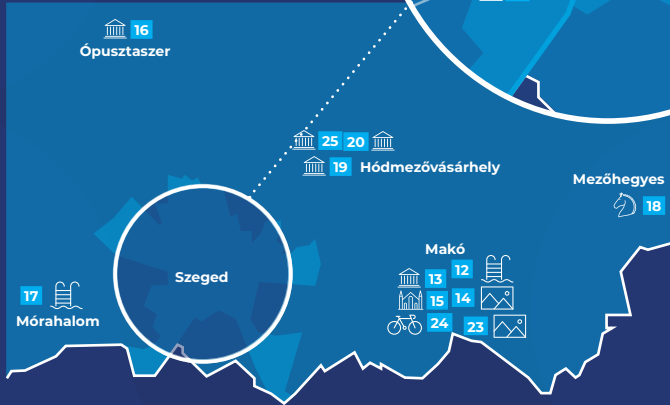 16
Ópusztaszer
25 20
19 Hódmezővásárhely
Mezőhegyes
18
Szeged
Makó
13 12
15 14
24 23
17
Mórahalom